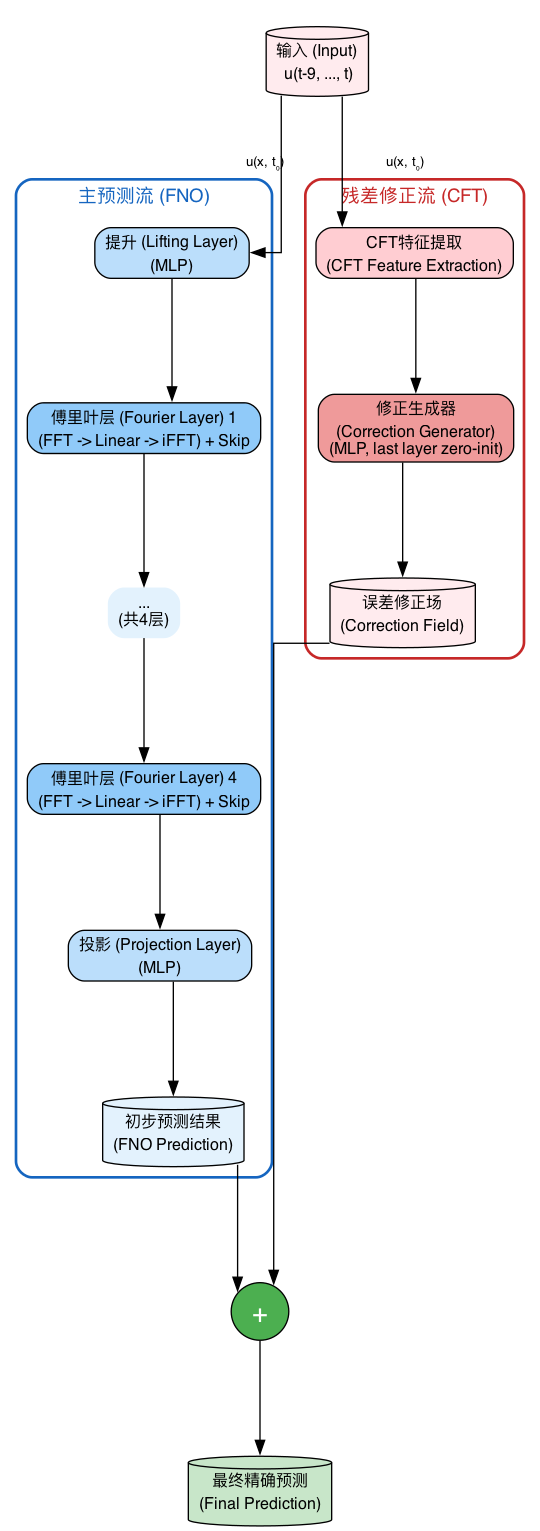 输入 (Input)
u(t-9, ..., t)
u(x, t₀)
u(x, t₀)
主预测流 (FNO)
提升 (Lifting Layer)
(MLP)
傅里叶层 (Fourier Layer) 1
(FFT -> Linear -> iFFT) + Skip
...
(共4层)
傅里叶层 (Fourier Layer) 4
(FFT -> Linear -> iFFT) + Skip
投影 (Projection Layer)
(MLP)
初步预测结果
(FNO Prediction)
残差修正流 (CFT)
CFT特征提取
(CFT Feature Extraction)
修正生成器
(Correction Generator)
(MLP, last layer zero-init)
误差修正场
(Correction Field)
+
最终精确预测
(Final Prediction)